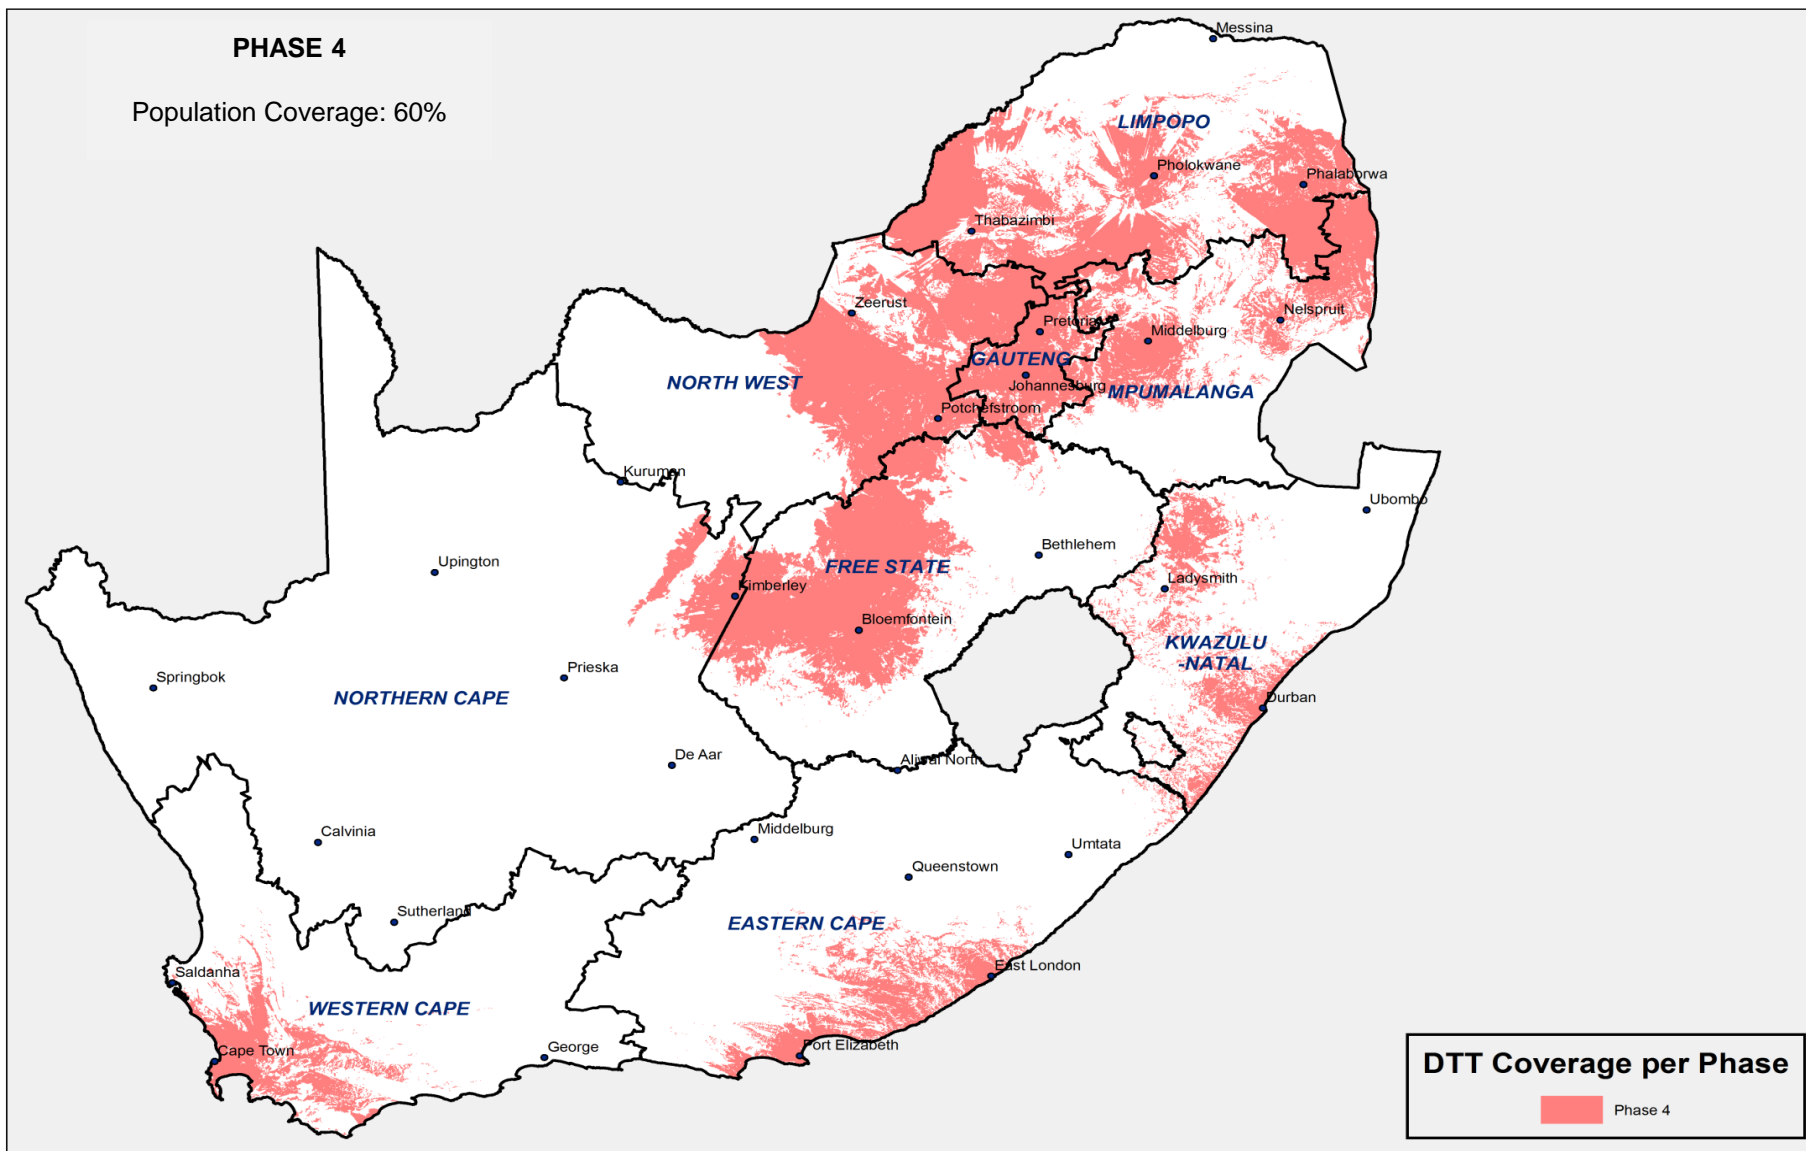 PHASE 4
Population Coverage: 60%
Messina
LIMPOPO
Pholokwane
Phalaborwa
Thabazimbi
Zeerust
Nelspruit
Pretoria
Middelburg
GAUTENG
NORTH WEST
Johannesburg
MPUMALANGA
Potchefstroom
Kuruman
Ubombo
Bethlehem
Upington
FREE STATE
Ladysmith
Kimberley
Bloemfontein
KWAZULU
-NATAL
Prieska
Springbok
NORTHERN CAPE
Durban
De Aar
Aliwal North
Middelburg
Calvinia
Umtata
Queenstown
Sutherland
EASTERN CAPE
East London
Saldanha
WESTERN CAPE
George
Port Elizabeth
Cape Town
DTT Coverage per Phase
Phase 4